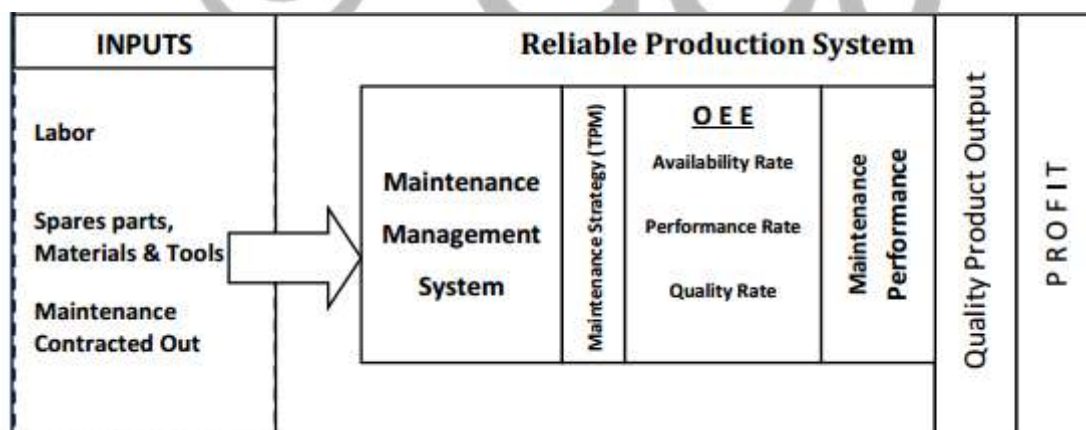 INPUTS
Labor
Spares parts,
Materials & Tools
Maintenance
Contracted Out
Reliable Production System
Maintenance
Management
System
Maintenance Strategy (TPM)
O E E
Availability Rate
Performance Rate
Quality Rate
Maintenance
Performance
Quality Product Output
P R O F I T